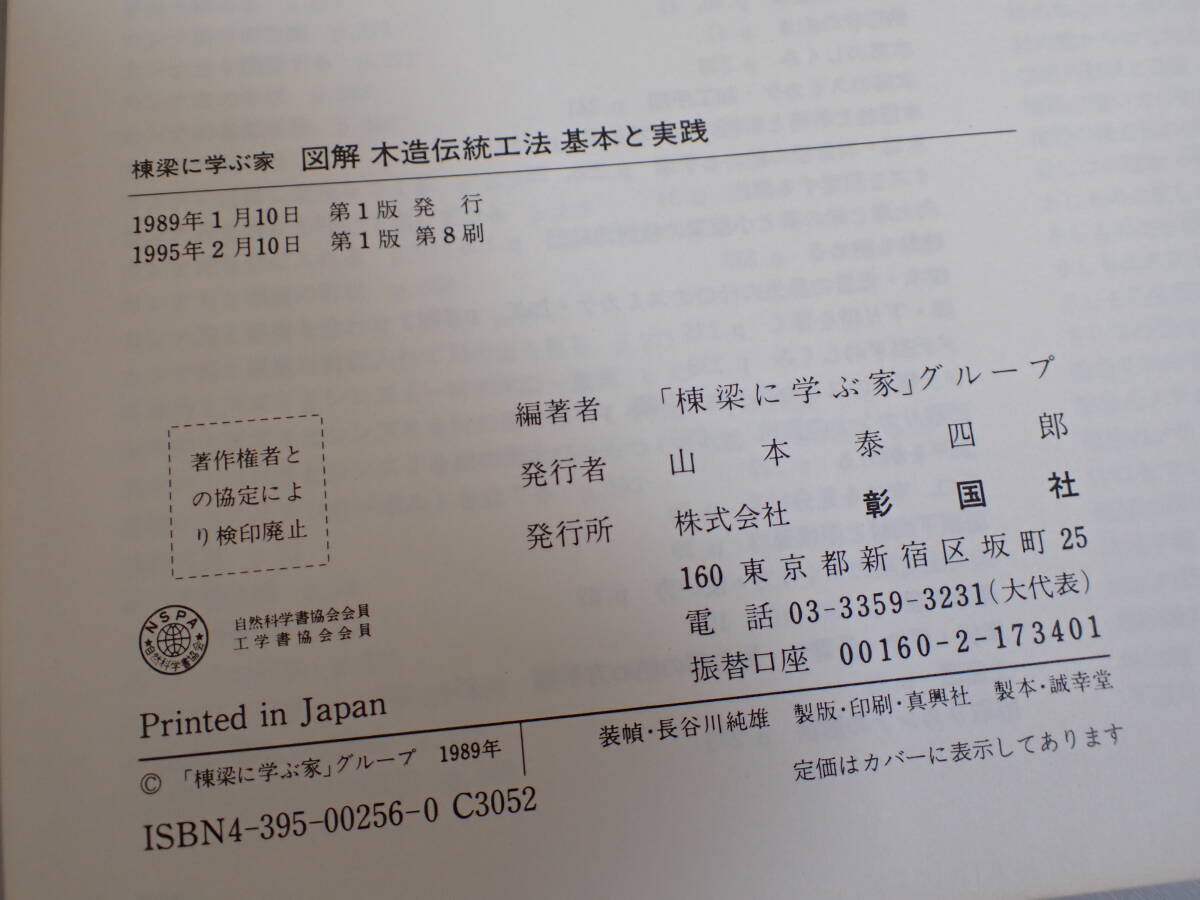 棟梁に学ぶ家 図解 木造伝統工法 基本と実践
1989年1月10日 第1版 発 行
1995年2月10日 第1版 第8刷
著作権者と
の協定によ
り検印廃止
編著者 「棟梁に学ぶ家」グループ
発行者 山本泰四郎
発行所 株式会社 彰国社
160 東京都新宿区坂町25
電話 03-3359-3231(大代表)
振替口座 00160-2-173401
NSPA
自然科学書協会
自然科学書協会会員
工学書協会会員
Printed in Japan
© 「棟梁に学ぶ家」グループ 1989年
装幀・長谷川純雄 製版・印刷・真興社 製本・誠幸堂
ISBN4-395-00256-0 C3052
定価はカバーに表示してあります